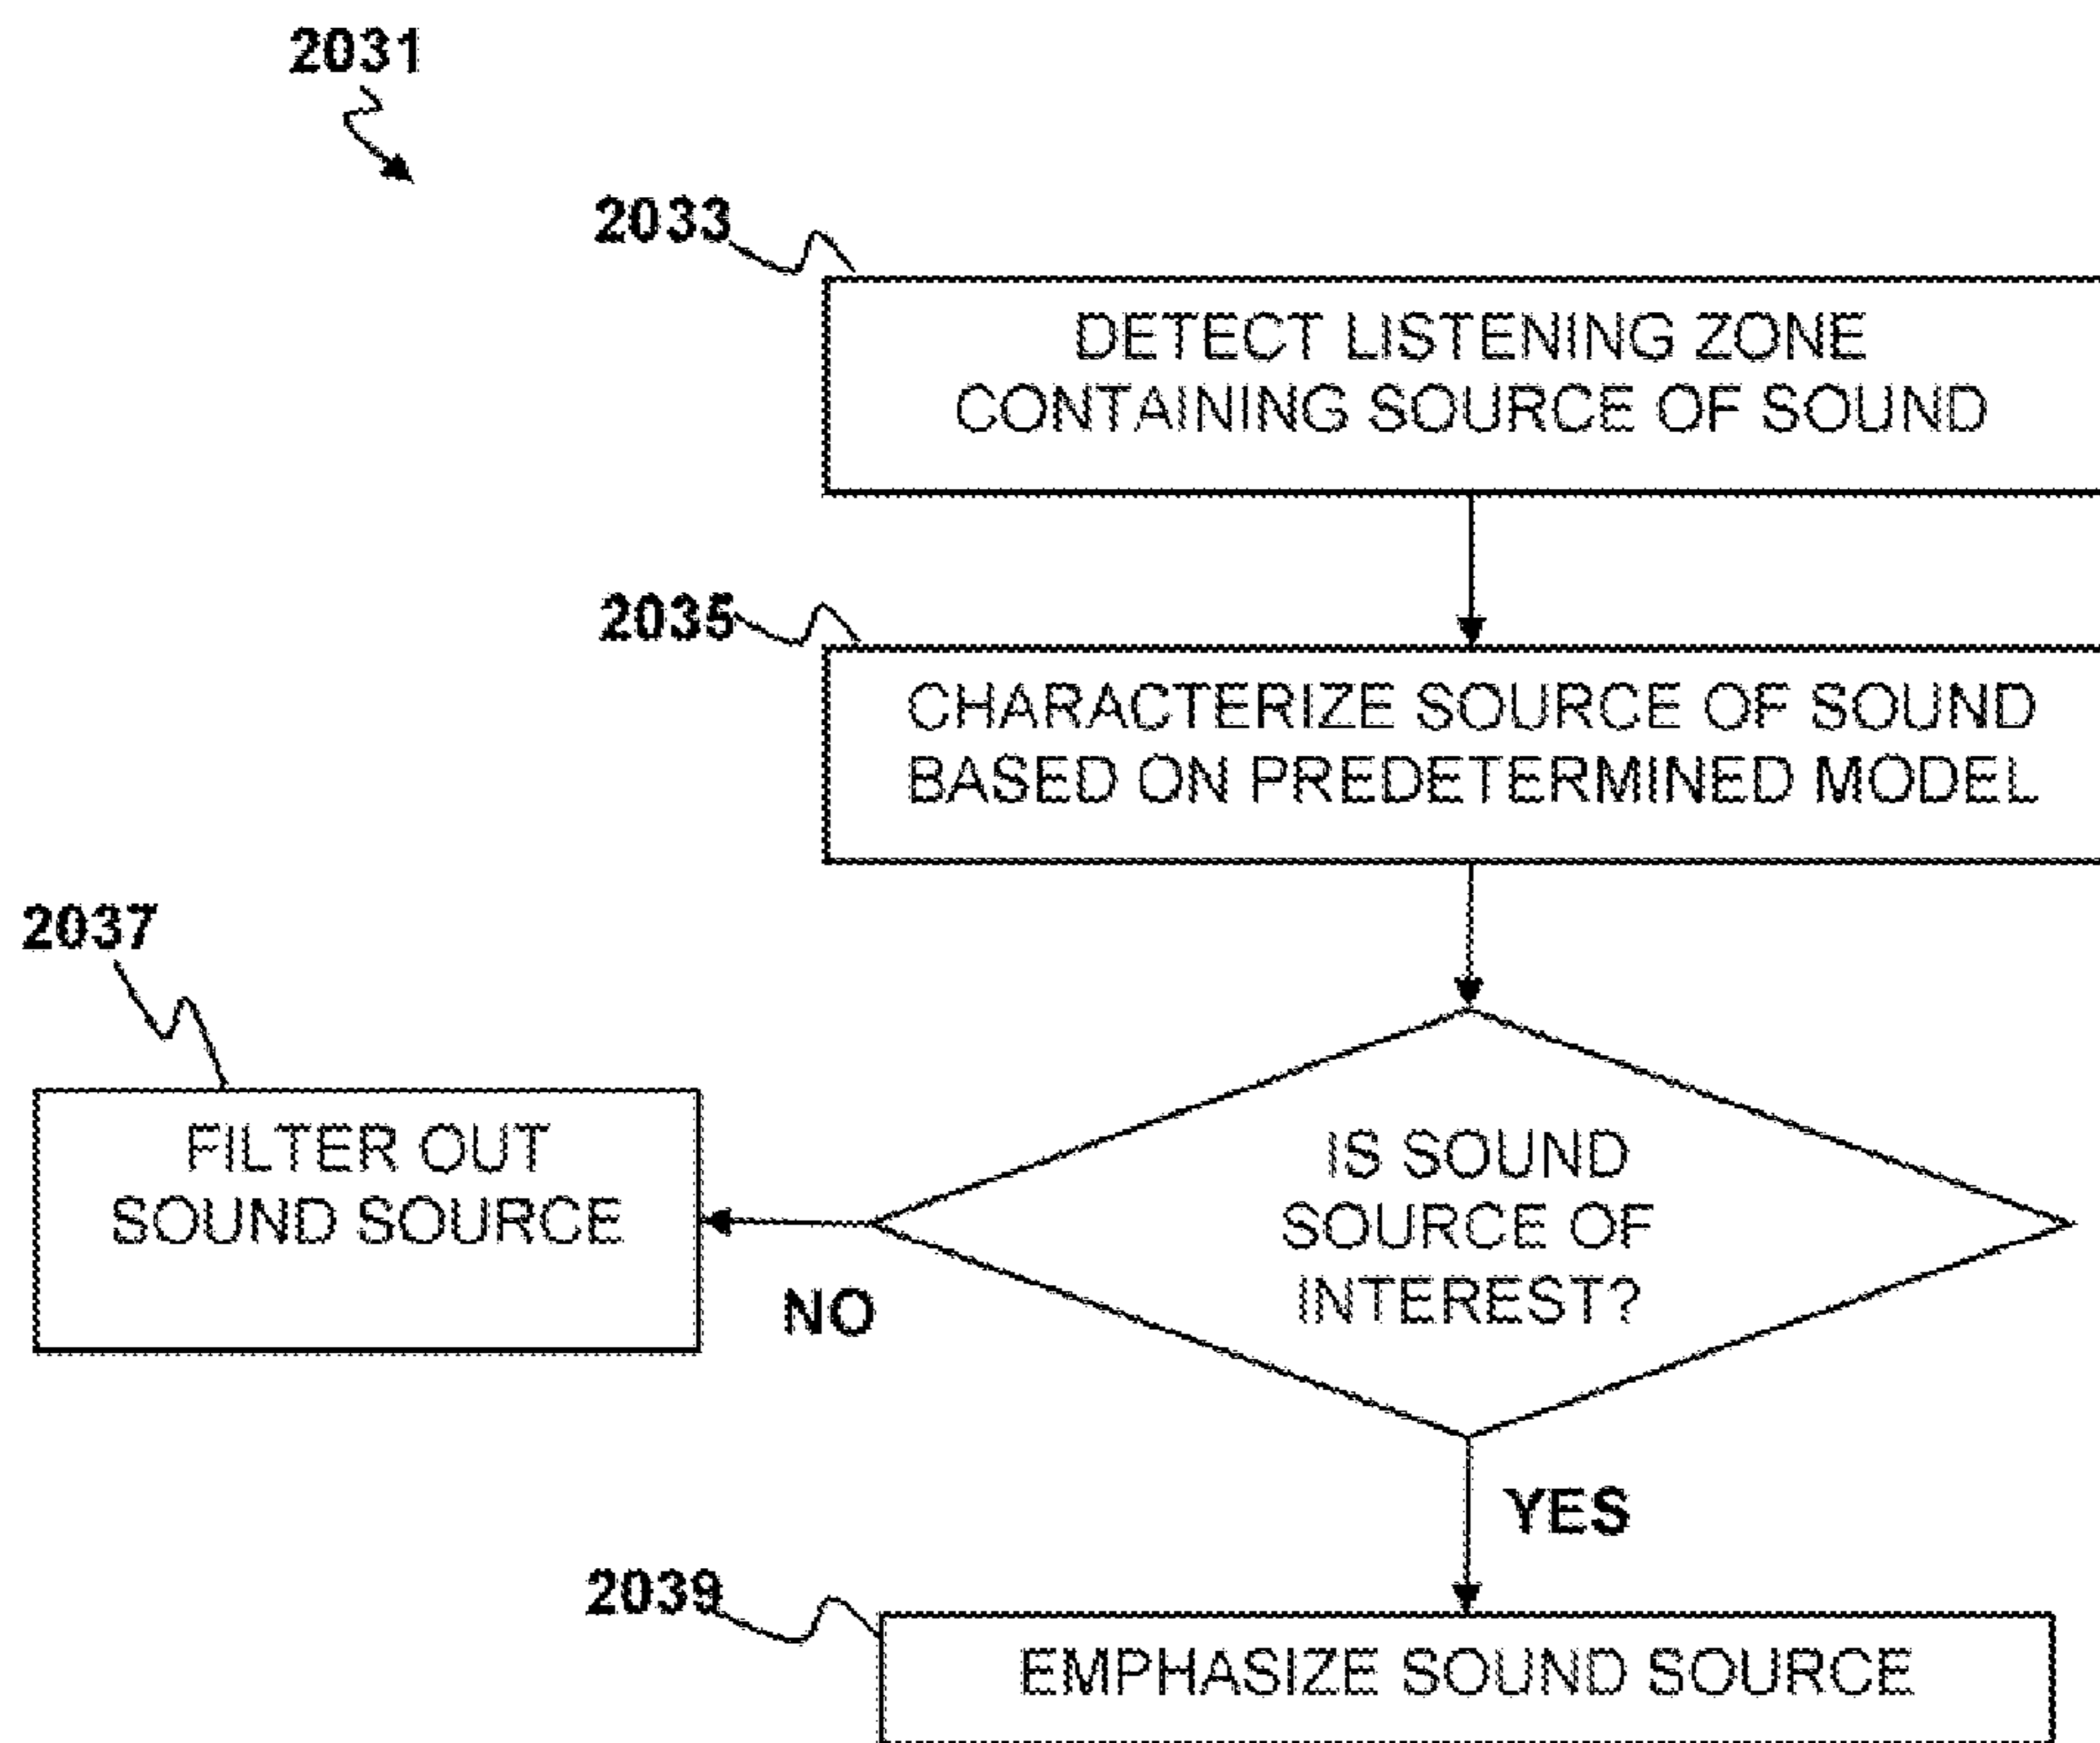 2031
2033
DETECT LISTENING ZONE
CONTAINING SOURCE OF SOUND
2035
CHARACTERIZE SOURCE OF SOUND
BASED ON PREDETERMINED MODEL
2037
FILTER OUT
SOUND SOURCE
IS SOUND
SOURCE OF
INTEREST?
NO
YES
2039
EMPHASIZE SOUND SOURCE